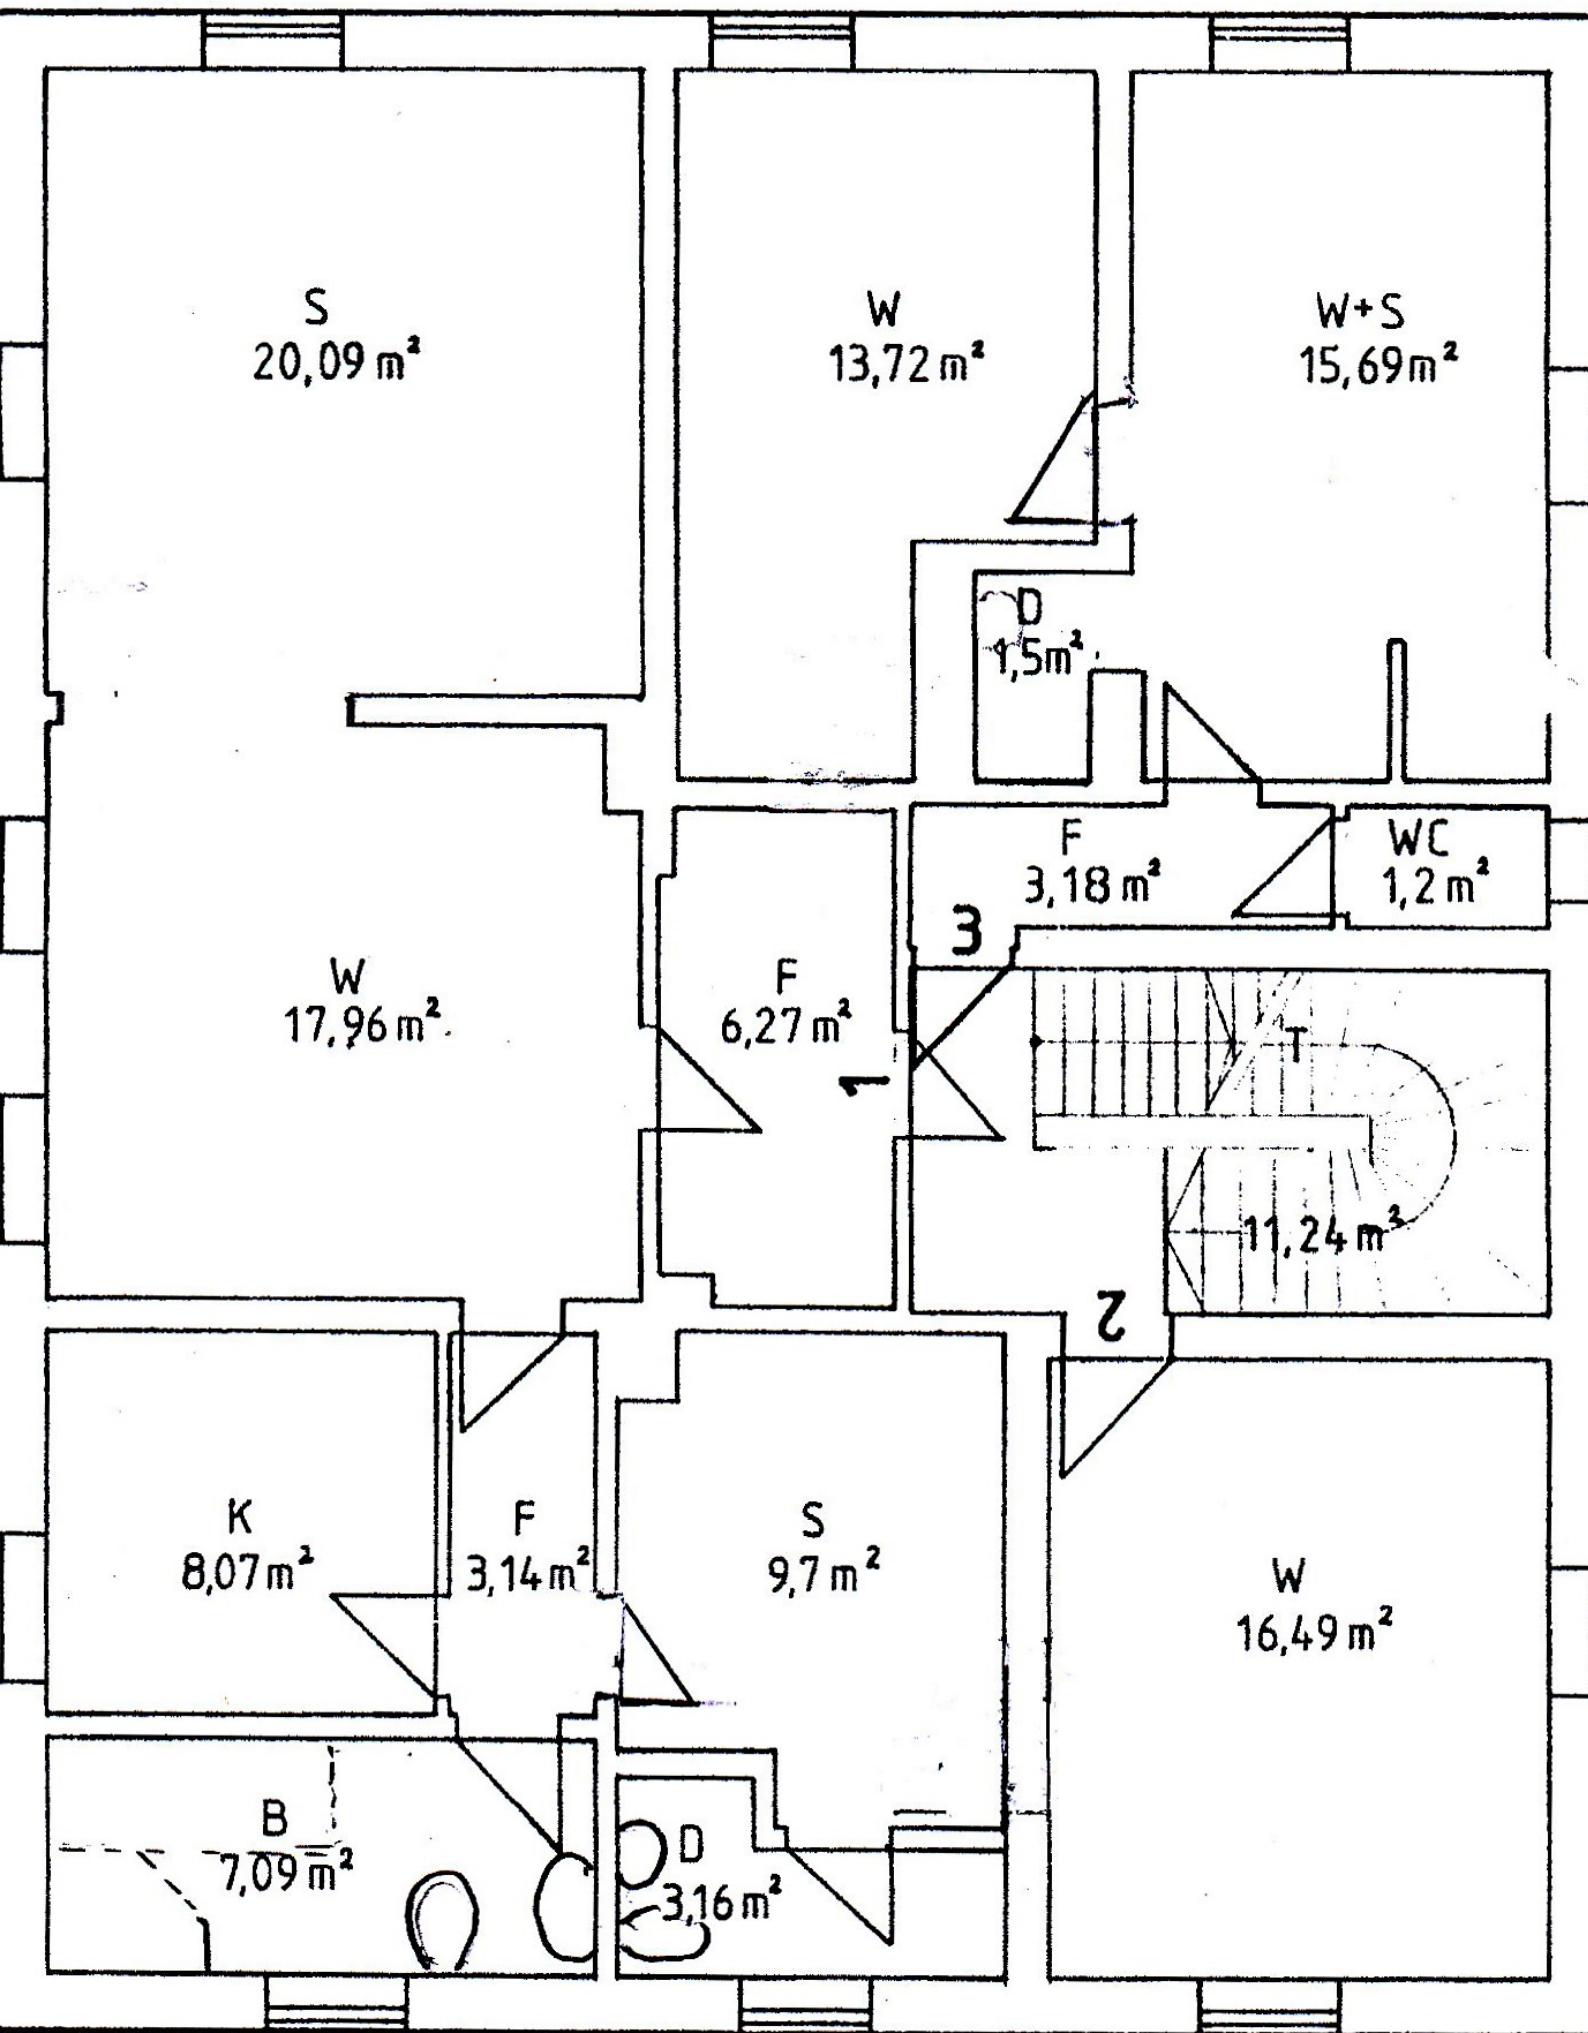 S
20,09 m²
W
13,72 m²
W+S
15,69 m²
D
1,5 m²
F
3,18 m²
WC
1,2 m²
3
W
17,96 m²
F
6,27 m²
1
T
11,24 m²
2
K
8,07 m²
F
3,14 m²
S
9,7 m²
W
16,49 m²
B
7,09 m²
D
3,16 m²